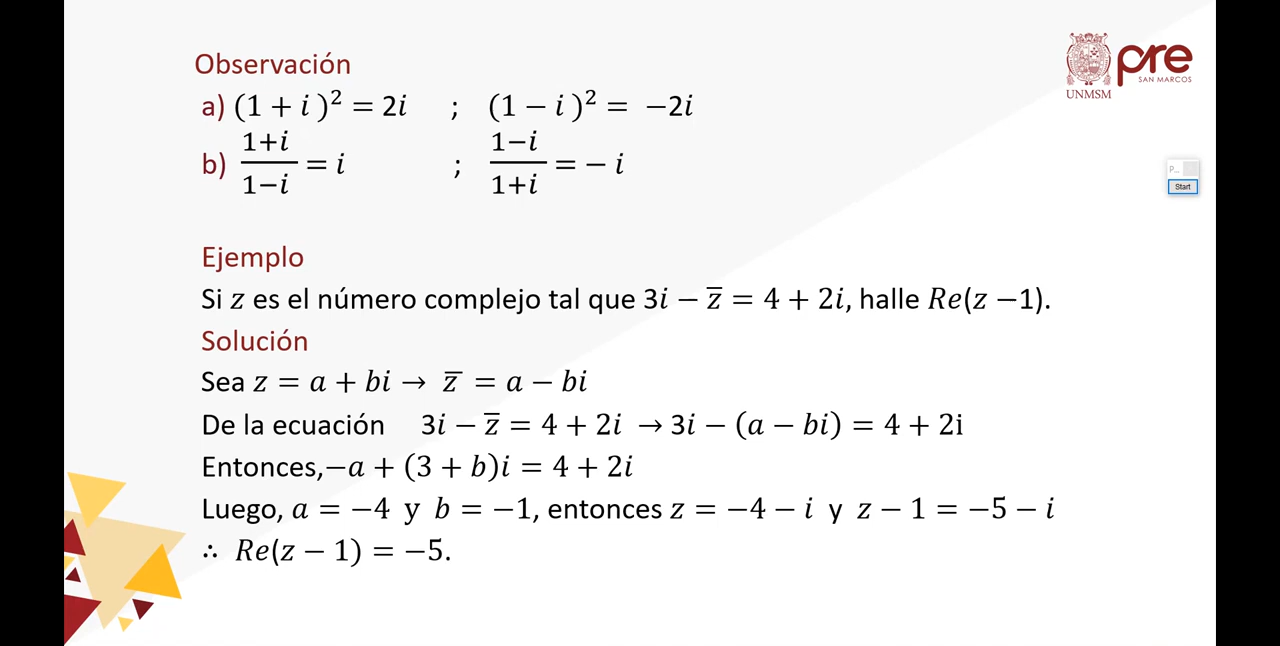 Observación
a) (1 + i )² = 2i ; (1 − i )² = −2i
b) 1+i/1−i = i ; 1−i/1+i = − i
Ejemplo
Si z es el número complejo tal que 3i − z̅ = 4 + 2i, halle Re(z −1).
Solución
Sea z = a + bi → z̅ = a − bi
De la ecuación 3i − z̅ = 4 + 2i → 3i − (a − bi) = 4 + 2i
Entonces,−a + (3 + b)i = 4 + 2i
Luego, a = −4 y b = −1, entonces z = −4 − i y z − 1 = −5 − i
∴ Re(z − 1) = −5.
pre
SAN MARCOS
UNMSM
P...
Start